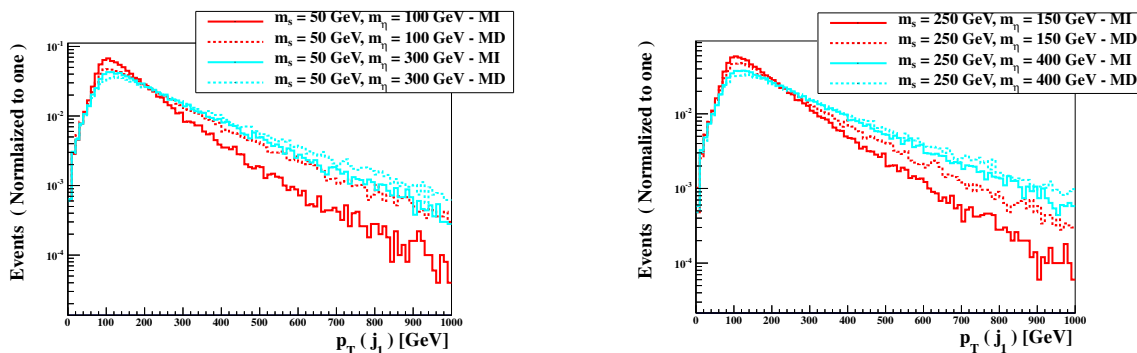 m_s = 50 GeV, m_η = 100 GeV - MI
m_s = 50 GeV, m_η = 100 GeV - MD
m_s = 50 GeV, m_η = 300 GeV - MI
m_s = 50 GeV, m_η = 300 GeV - MD
Events ( Normlaized to one)
10^-1
10^-2
10^-3
10^-4
0 100 200 300 400 500 600 700 800 900 1000
p_T ( j_1 ) [GeV]
m_s = 250 GeV, m_η = 150 GeV - MI
m_s = 250 GeV, m_η = 150 GeV - MD
m_s = 250 GeV, m_η = 400 GeV - MI
m_s = 250 GeV, m_η = 400 GeV - MD
Events ( Normalized to one)
10^-1
10^-2
10^-3
10^-4
0 100 200 300 400 500 600 700 800 900 1000
p_T ( j_1 ) [GeV]